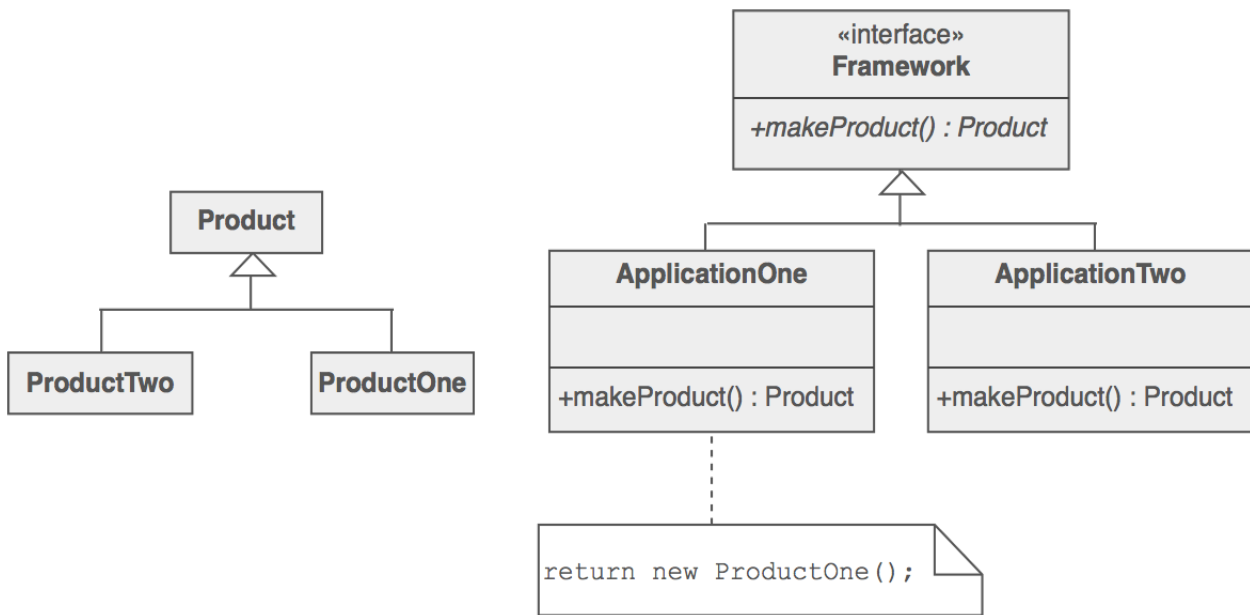 «interface»
Framework
+makeProduct() : Product
Product
ProductTwo
ProductOne
ApplicationOne
+makeProduct() : Product
ApplicationTwo
+makeProduct() : Product
return new ProductOne();